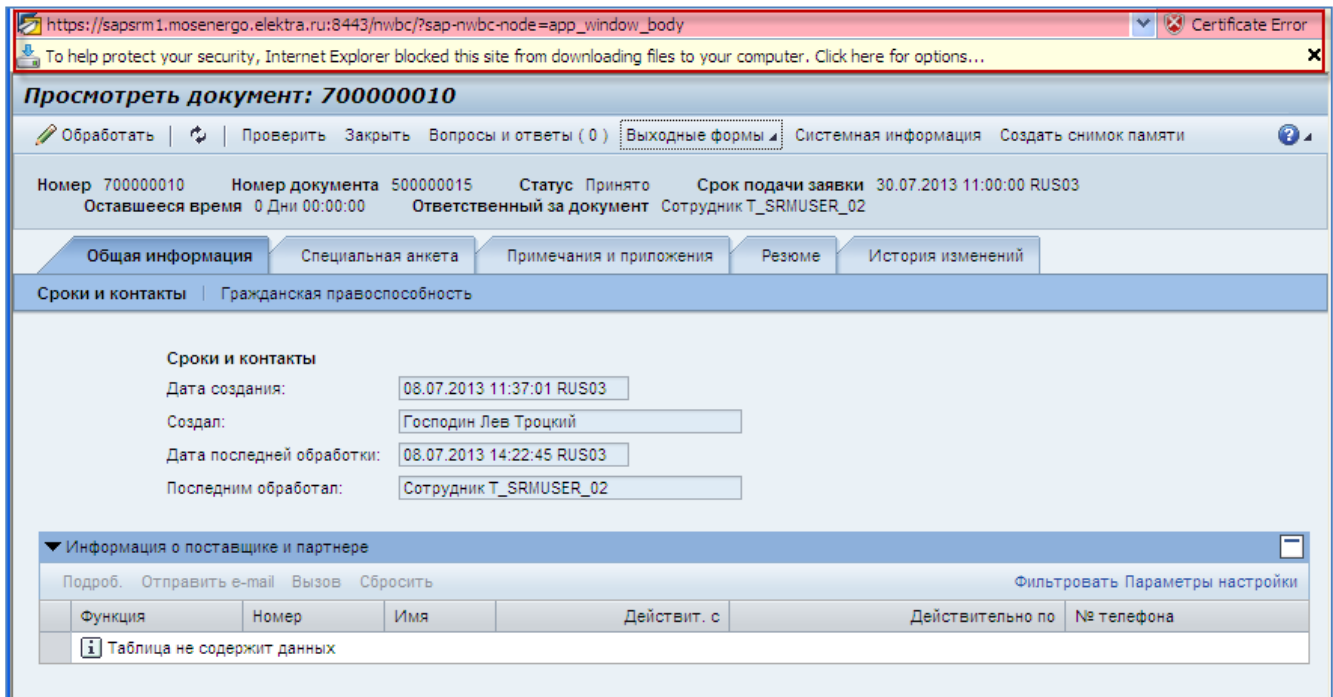 https://sapsrm1.mosenergo.elektra.ru:8443/nwbc/?sap-nwbc-node=app_window_body Certificate Error
To help protect your security, Internet Explorer blocked this site from downloading files to your computer. Click here for options...
Просмотреть документ: 700000010
Обработать Проверить Закрыть Вопросы и ответы ( 0 ) Выходные формы Системная информация Создать снимок памяти
Номер 700000010 Номер документа 500000015 Статус Принято Срок подачи заявки 30.07.2013 11:00:00 RUS03
Оставшееся время 0 Дни 00:00:00 Ответственный за документ Сотрудник T_SRMUSER_02
Общая информация Специальная анкета Примечания и приложения Резюме История изменений
Сроки и контакты Гражданская правоспособность
Сроки и контакты
Дата создания: 08.07.2013 11:37:01 RUS03
Создал: Господин Лев Троцкий
Дата последней обработки: 08.07.2013 14:22:45 RUS03
Последним обработал: Сотрудник T_SRMUSER_02
Информация о поставщике и партнере
Подроб. Отправить e-mail Вызов Сбросить Фильтровать Параметры настройки
Функция Номер Имя Действит. с Действительно по № телефона
Таблица не содержит данных